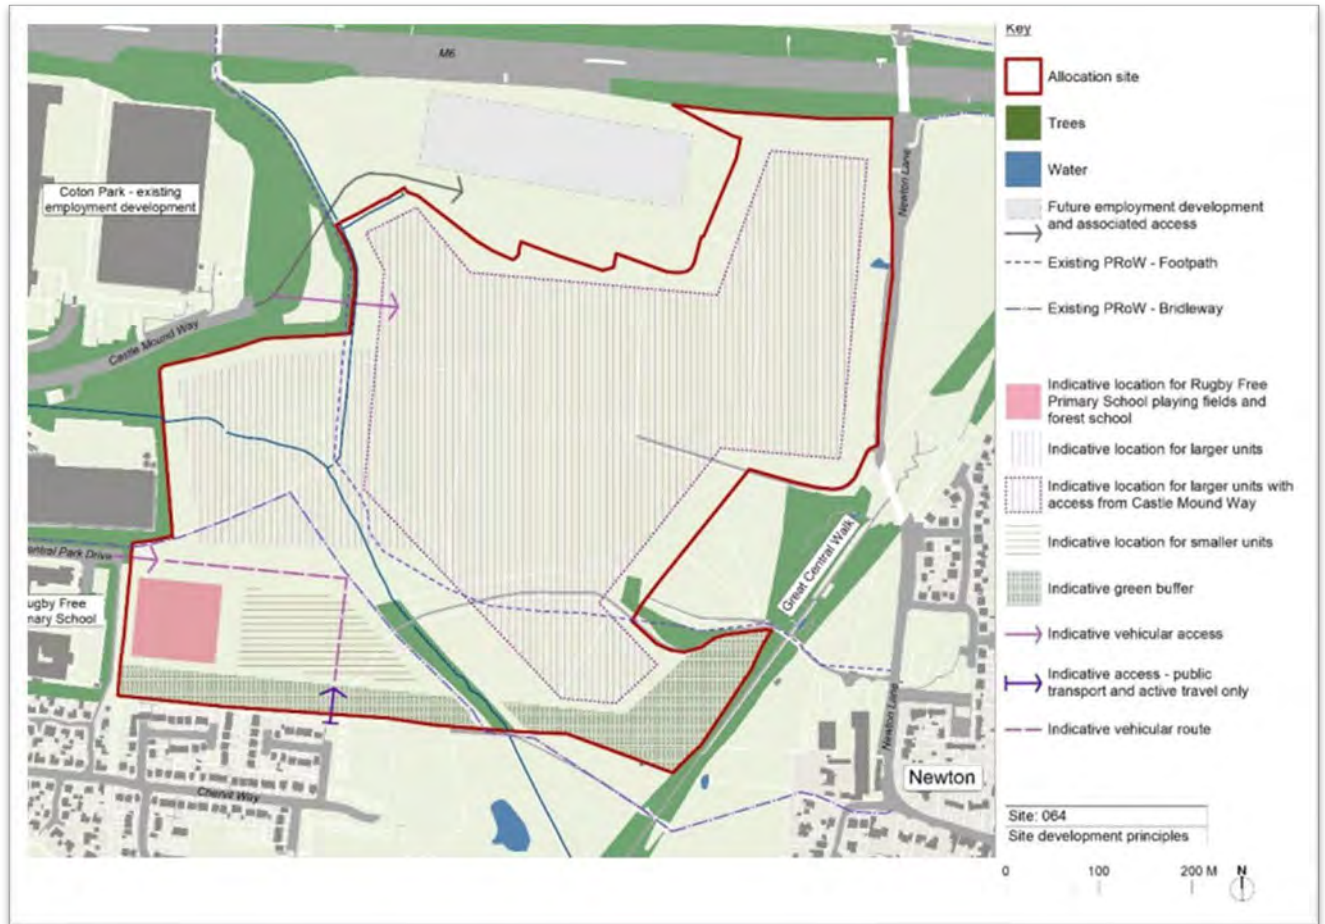 M6
Coton Park - existing
employment development
Newton Lane
Castle Mound Way
entral Park Drive
ugby Free
mary School
Great Central Walk
Newton Lane
Newton
Chervil Way
Key
Allocation site
Trees
Water
Future employment development
and associated access
Existing PRoW - Footpath
Existing PRoW - Bridleway
Indicative location for Rugby Free
Primary School playing fields and
forest school
Indicative location for larger units
Indicative location for larger units with
access from Castle Mound Way
Indicative location for smaller units
Indicative green buffer
Indicative vehicular access
Indicative access - public
transport and active travel only
Indicative vehicular route
Site: 064
Site development principles
0 100 200 M N